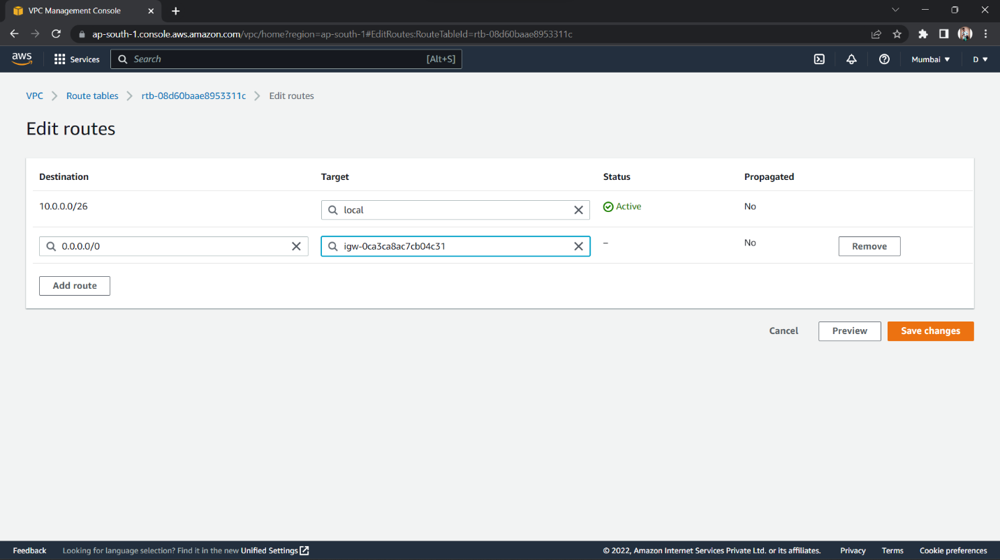 VPC Management Console
ap-south-1.console.aws.amazon.com/vpc/home?region=ap-south-1#EditRoutes:RouteTableId=rtb-08d60baae8953311c
aws Services Search [Alt+S] Mumbai D
VPC Route tables rtb-08d60baae8953311c Edit routes
Edit routes
Destination Target Status Propagated
10.0.0.0/26 local Active No
0.0.0.0/0 igw-0ca3ca8ac7cb04c31 – No Remove
Add route
Cancel Preview Save changes
Feedback Looking for language selection? Find it in the new Unified Settings © 2022, Amazon Internet Services Private Ltd. or its affiliates. Privacy Terms Cookie preferences